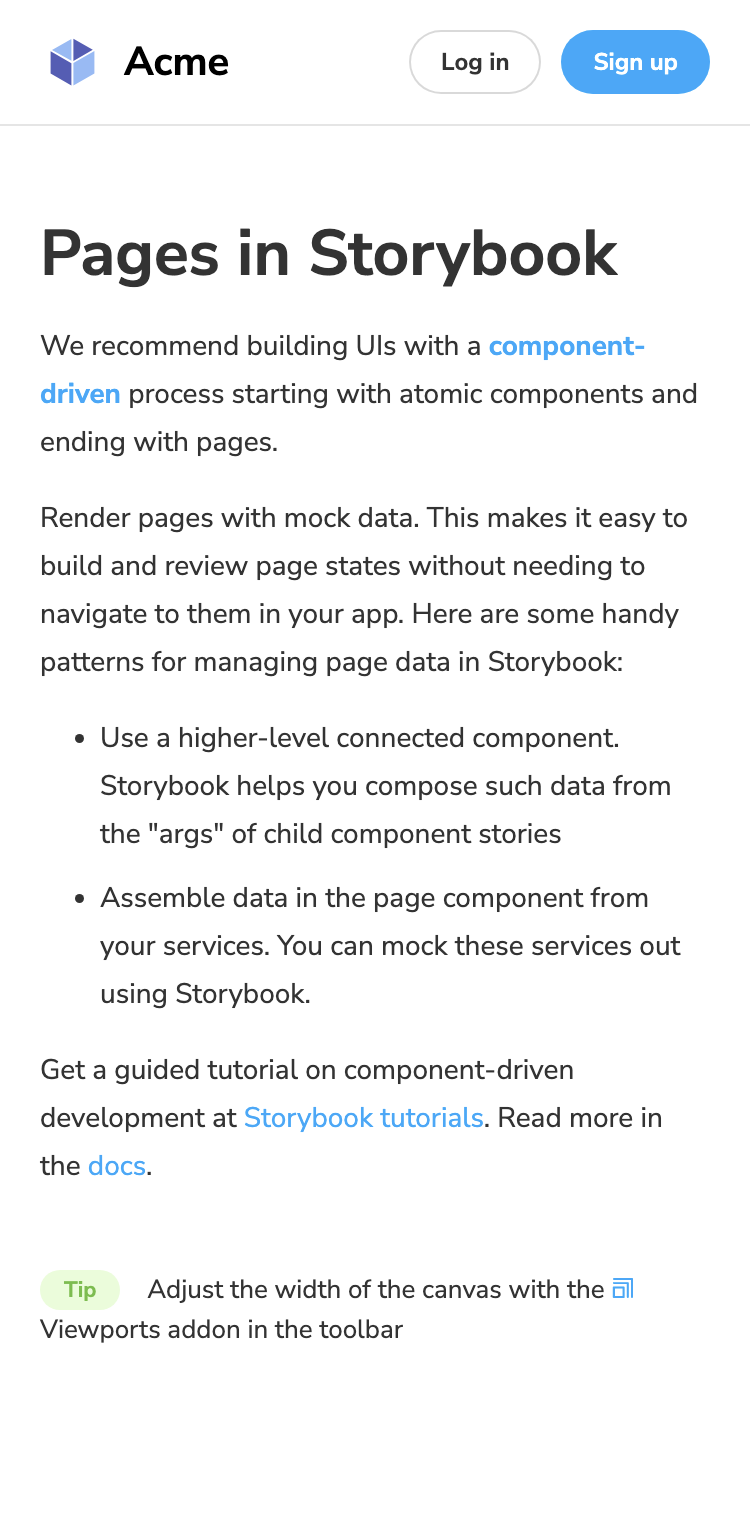 Acme
Log in
Sign up
Pages in Storybook
We recommend building UIs with a component-
driven process starting with atomic components and
ending with pages.
Render pages with mock data. This makes it easy to
build and review page states without needing to
navigate to them in your app. Here are some handy
patterns for managing page data in Storybook:
• Use a higher-level connected component.
Storybook helps you compose such data from
the "args" of child component stories
• Assemble data in the page component from
your services. You can mock these services out
using Storybook.
Get a guided tutorial on component-driven
development at Storybook tutorials. Read more in
the docs.
Tip Adjust the width of the canvas with the
Viewports addon in the toolbar